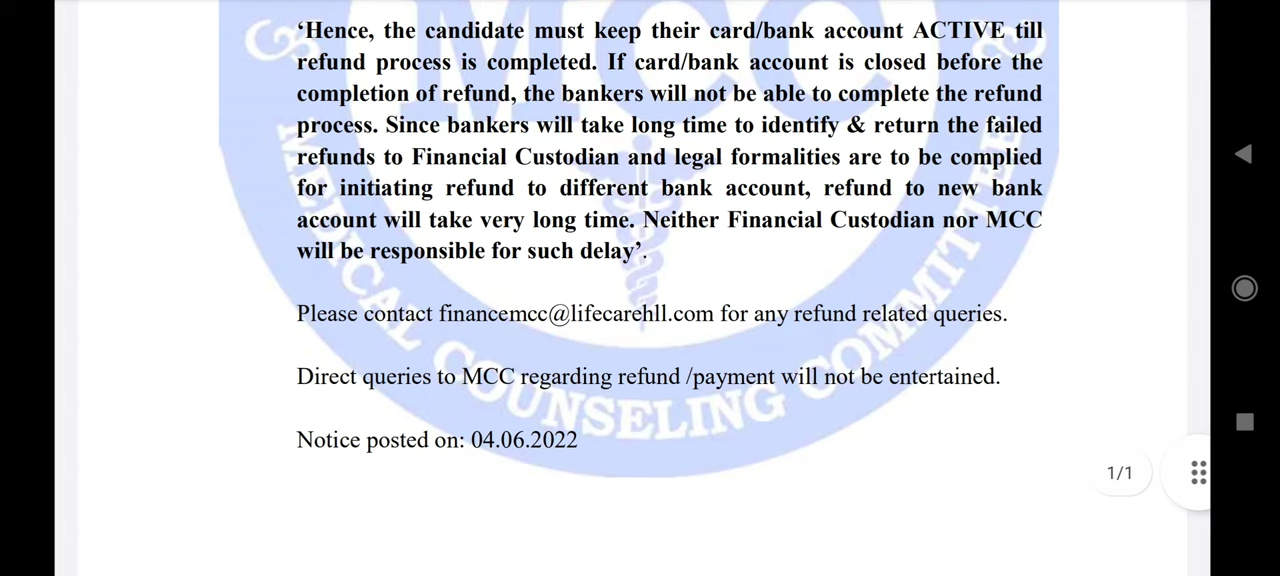 ‘Hence, the candidate must keep their card/bank account ACTIVE till
refund process is completed. If card/bank account is closed before the
completion of refund, the bankers will not be able to complete the refund
process. Since bankers will take long time to identify & return the failed
refunds to Financial Custodian and legal formalities are to be complied
for initiating refund to different bank account, refund to new bank
account will take very long time. Neither Financial Custodian nor MCC
will be responsible for such delay’.
Please contact financemcc@lifecarehll.com for any refund related queries.
Direct queries to MCC regarding refund /payment will not be entertained.
Notice posted on: 04.06.2022
1/1
MCC
MEDICAL COUNSELING COMMITTEE